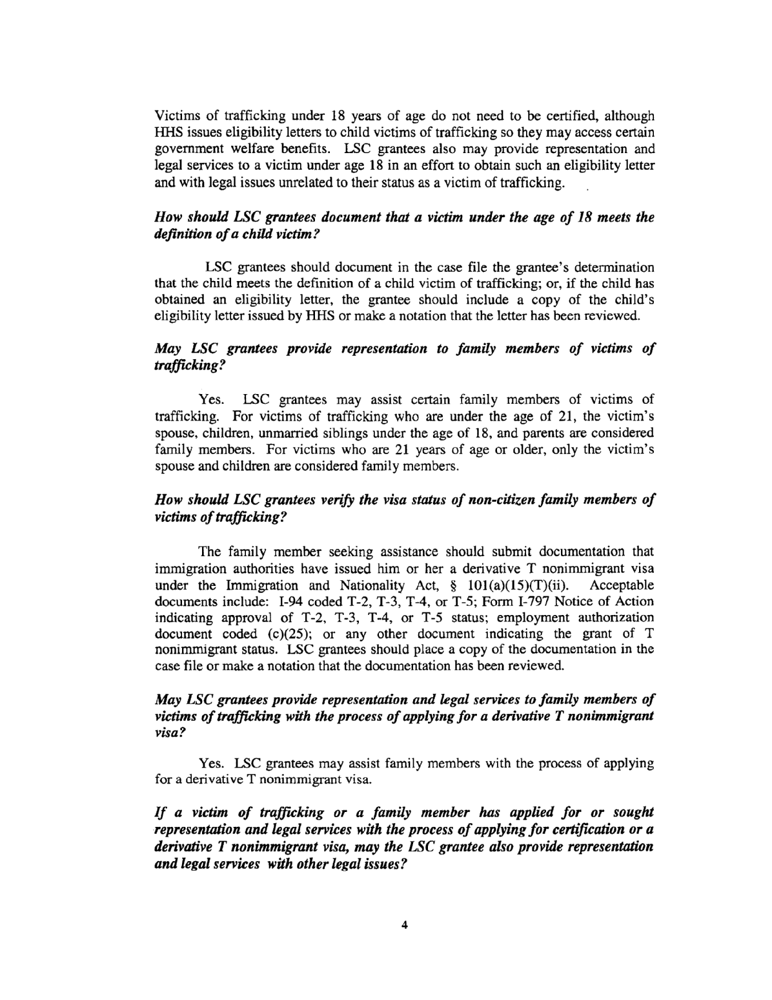 Victims of trafficking under 18 years of age do not need to be certified, although
HHS issues eligibility letters to child victims of trafficking so they may access certain
government welfare benefits. LSC grantees also may provide representation and
legal services to a victim under age 18 in an effort to obtain such an eligibility letter
and with legal issues unrelated to their status as a victim of trafficking.
How should LSC grantees document that a victim under the age of 18 meets the
definition of a child victim?
LSC grantees should document in the case file the grantee's determination
that the child meets the definition of a child victim of trafficking; or, if the child has
obtained an eligibility letter, the grantee should include a copy of the child's
eligibility letter issued by HHS or make a notation that the letter has been reviewed.
May LSC grantees provide representation to family members of victims of
trafficking?
Yes. LSC grantees may assist certain family members of victims of
trafficking. For victims of trafficking who are under the age of 21, the victim's
spouse, children, unmarried siblings under the age of 18, and parents are considered
family members. For victims who are 21 years of age or older, only the victim's
spouse and children are considered family members.
How should LSC grantees verify the visa status of non-citizen family members of
victims of trafficking?
The family member seeking assistance should submit documentation that
immigration authorities have issued him or her a derivative T nonimmigrant visa
under the Immigration and Nationality Act, § 101(a)(15)(T)(ii). Acceptable
documents include: I-94 coded T-2, T-3, T-4, or T-5; Form I-797 Notice of Action
indicating approval of T-2, T-3, T-4, or T-5 status; employment authorization
document coded (c)(25); or any other document indicating the grant of T
nonimmigrant status. LSC grantees should place a copy of the documentation in the
case file or make a notation that the documentation has been reviewed.
May LSC grantees provide representation and legal services to family members of
victims of trafficking with the process of applying for a derivative T nonimmigrant
visa?
Yes. LSC grantees may assist family members with the process of applying
for a derivative T nonimmigrant visa.
If a victim of trafficking or a family member has applied for or sought
representation and legal services with the process of applying for certification or a
derivative T nonimmigrant visa, may the LSC grantee also provide representation
and legal services with other legal issues?
4